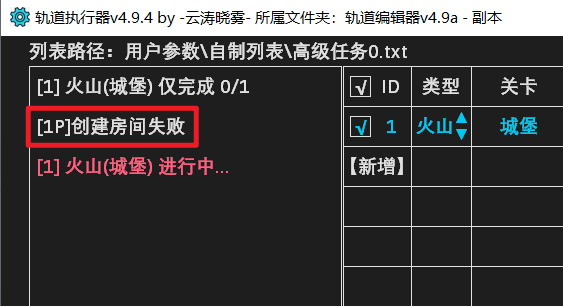 轨道执行器v4.9.4 by -云涛晓雾- 所属文件夹：轨道编辑器v4.9a - 副本
列表路径：用户参数\自制列表\高级任务0.txt
[1] 火山(城堡) 仅完成 0/1
[1P]创建房间失败
[1] 火山(城堡) 进行中...
√ ID 类型 关卡
√ 1 火山 城堡
【新增】